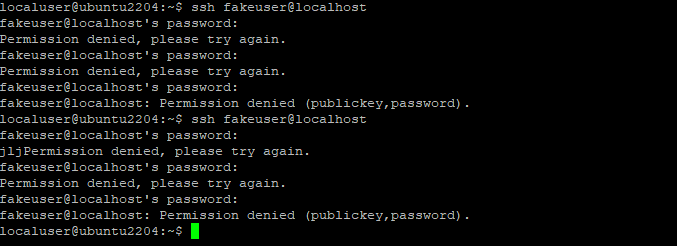 localuser@ubuntu2204:~$ ssh fakeuser@localhost
fakeuser@localhost's password:
Permission denied, please try again.
fakeuser@localhost's password:
Permission denied, please try again.
fakeuser@localhost's password:
fakeuser@localhost: Permission denied (publickey,password).
localuser@ubuntu2204:~$ ssh fakeuser@localhost
fakeuser@localhost's password:
jljPermission denied, please try again.
fakeuser@localhost's password:
Permission denied, please try again.
fakeuser@localhost's password:
fakeuser@localhost: Permission denied (publickey,password).
localuser@ubuntu2204:~$